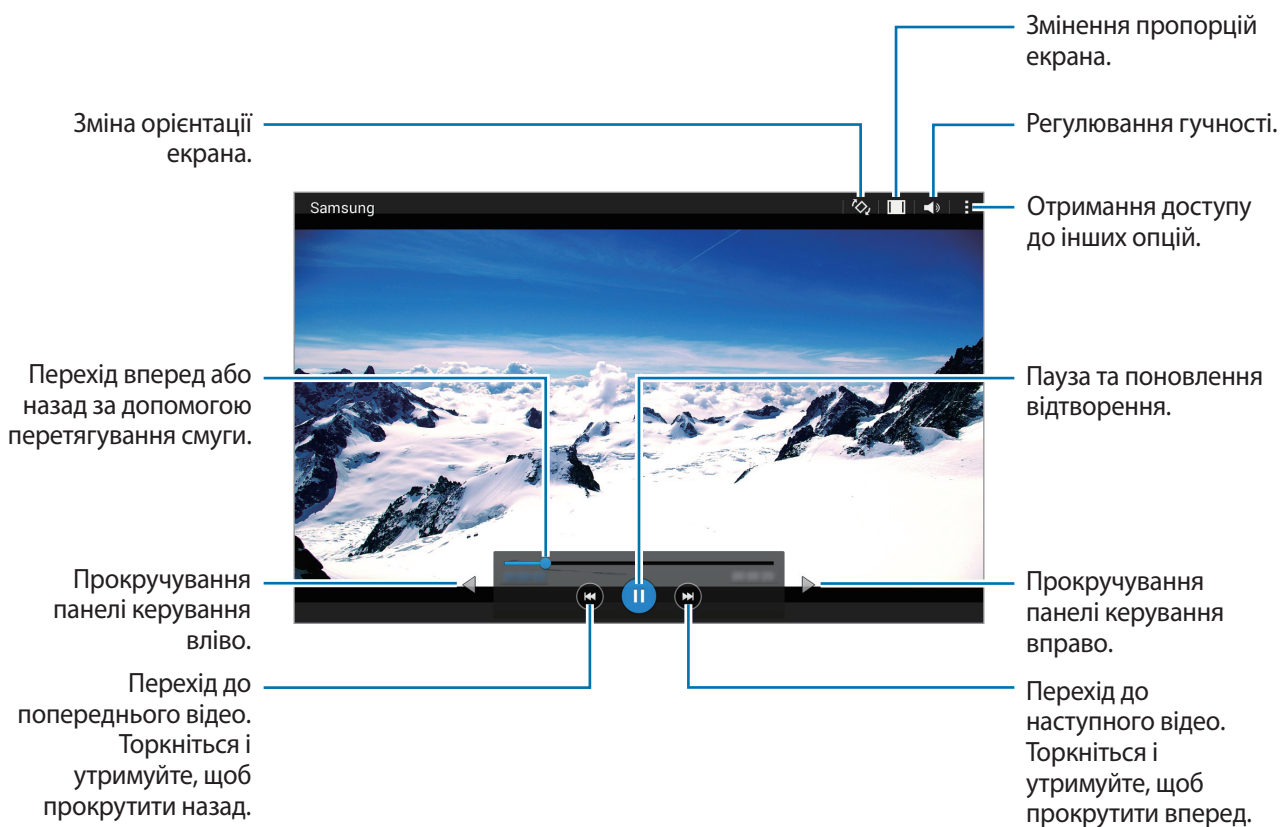 Змінення пропорцій
екрана.
Зміна орієнтації
екрана.
Регулювання гучності.
Samsung
Отримання доступу
до інших опцій.
Перехід вперед або
назад за допомогою
перетягування смуги.
Пауза та поновлення
відтворення.
Прокручування
панелі керування
вліво.
Прокручування
панелі керування
вправо.
Перехід до
попереднього відео.
Торкніться і
утримуйте, щоб
прокрутити назад.
Перехід до
наступного відео.
Торкніться і
утримуйте, щоб
прокрутити вперед.